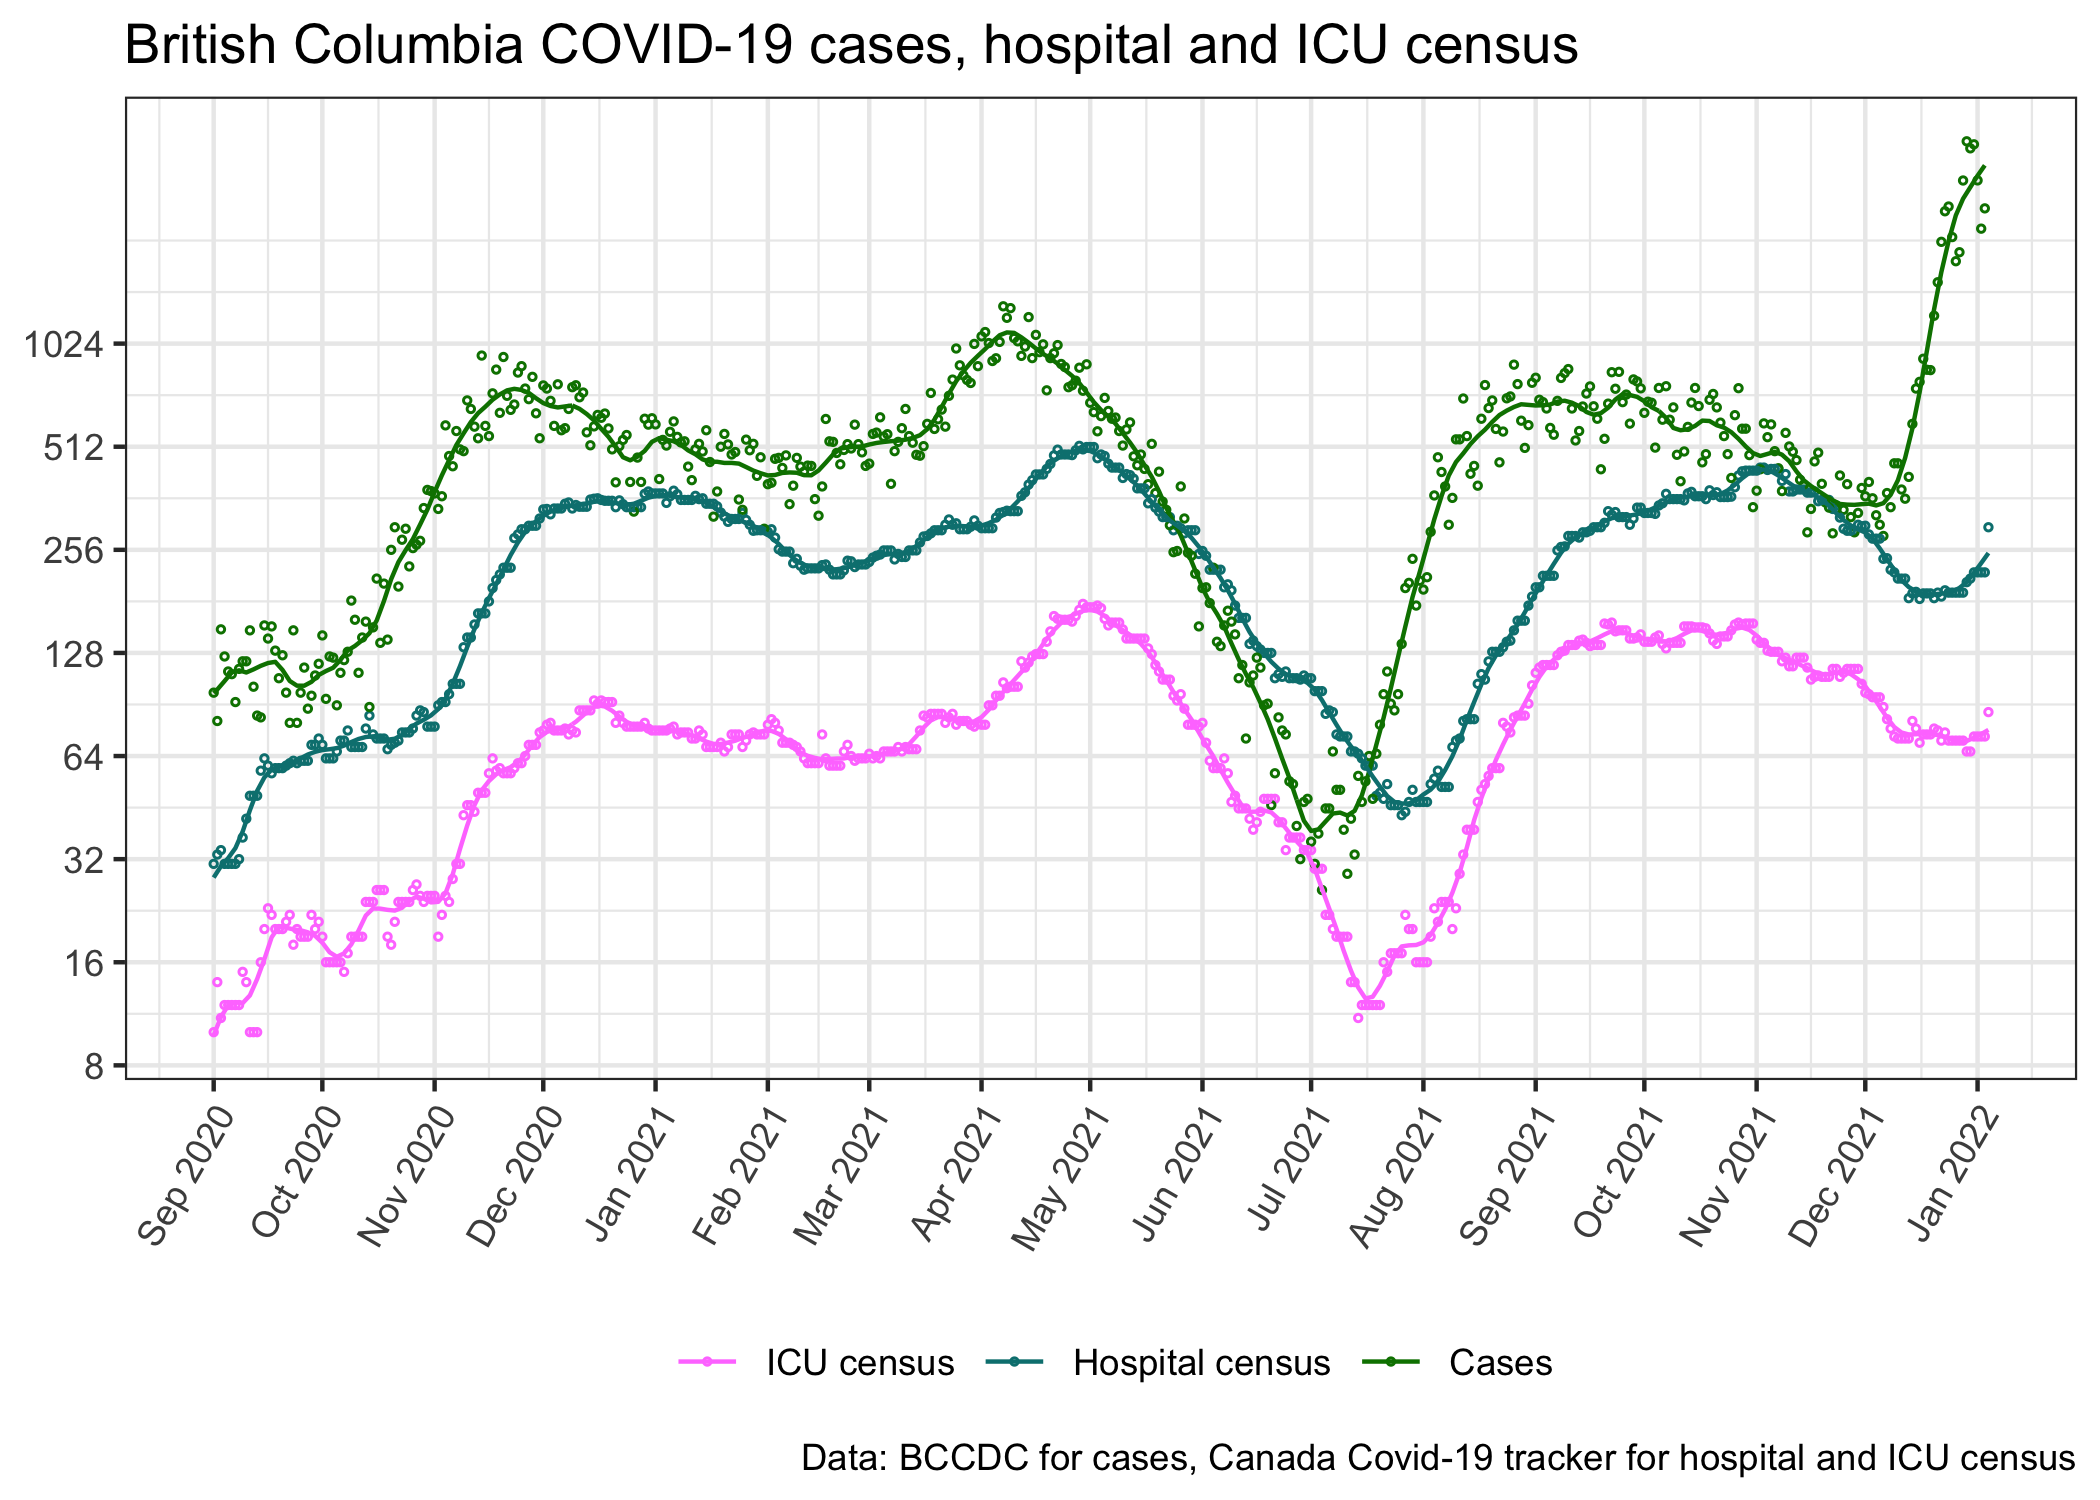 British Columbia COVID-19 cases, hospital and ICU census
1024
512
256
128
64
32
16
8
Sep 2020
Oct 2020
Nov 2020
Dec 2020
Jan 2021
Feb 2021
Mar 2021
Apr 2021
May 2021
Jun 2021
Jul 2021
Aug 2021
Sep 2021
Oct 2021
Nov 2021
Dec 2021
Jan 2022
ICU census Hospital census Cases
Data: BCCDC for cases, Canada Covid-19 tracker for hospital and ICU census